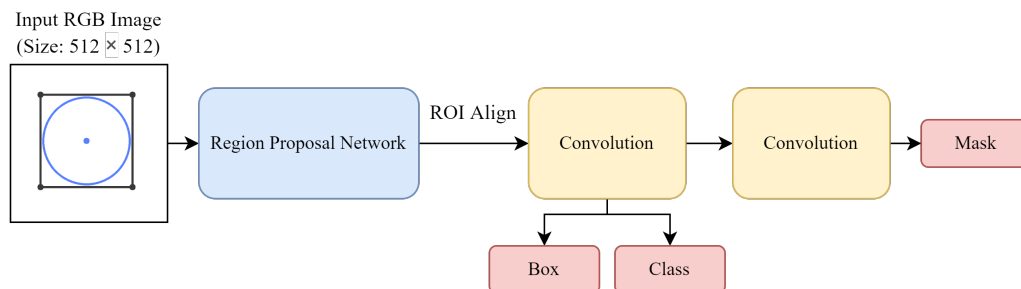 Input RGB Image
(Size: 512 × 512)
Region Proposal Network
ROI Align
Convolution
Convolution
Mask
Box
Class